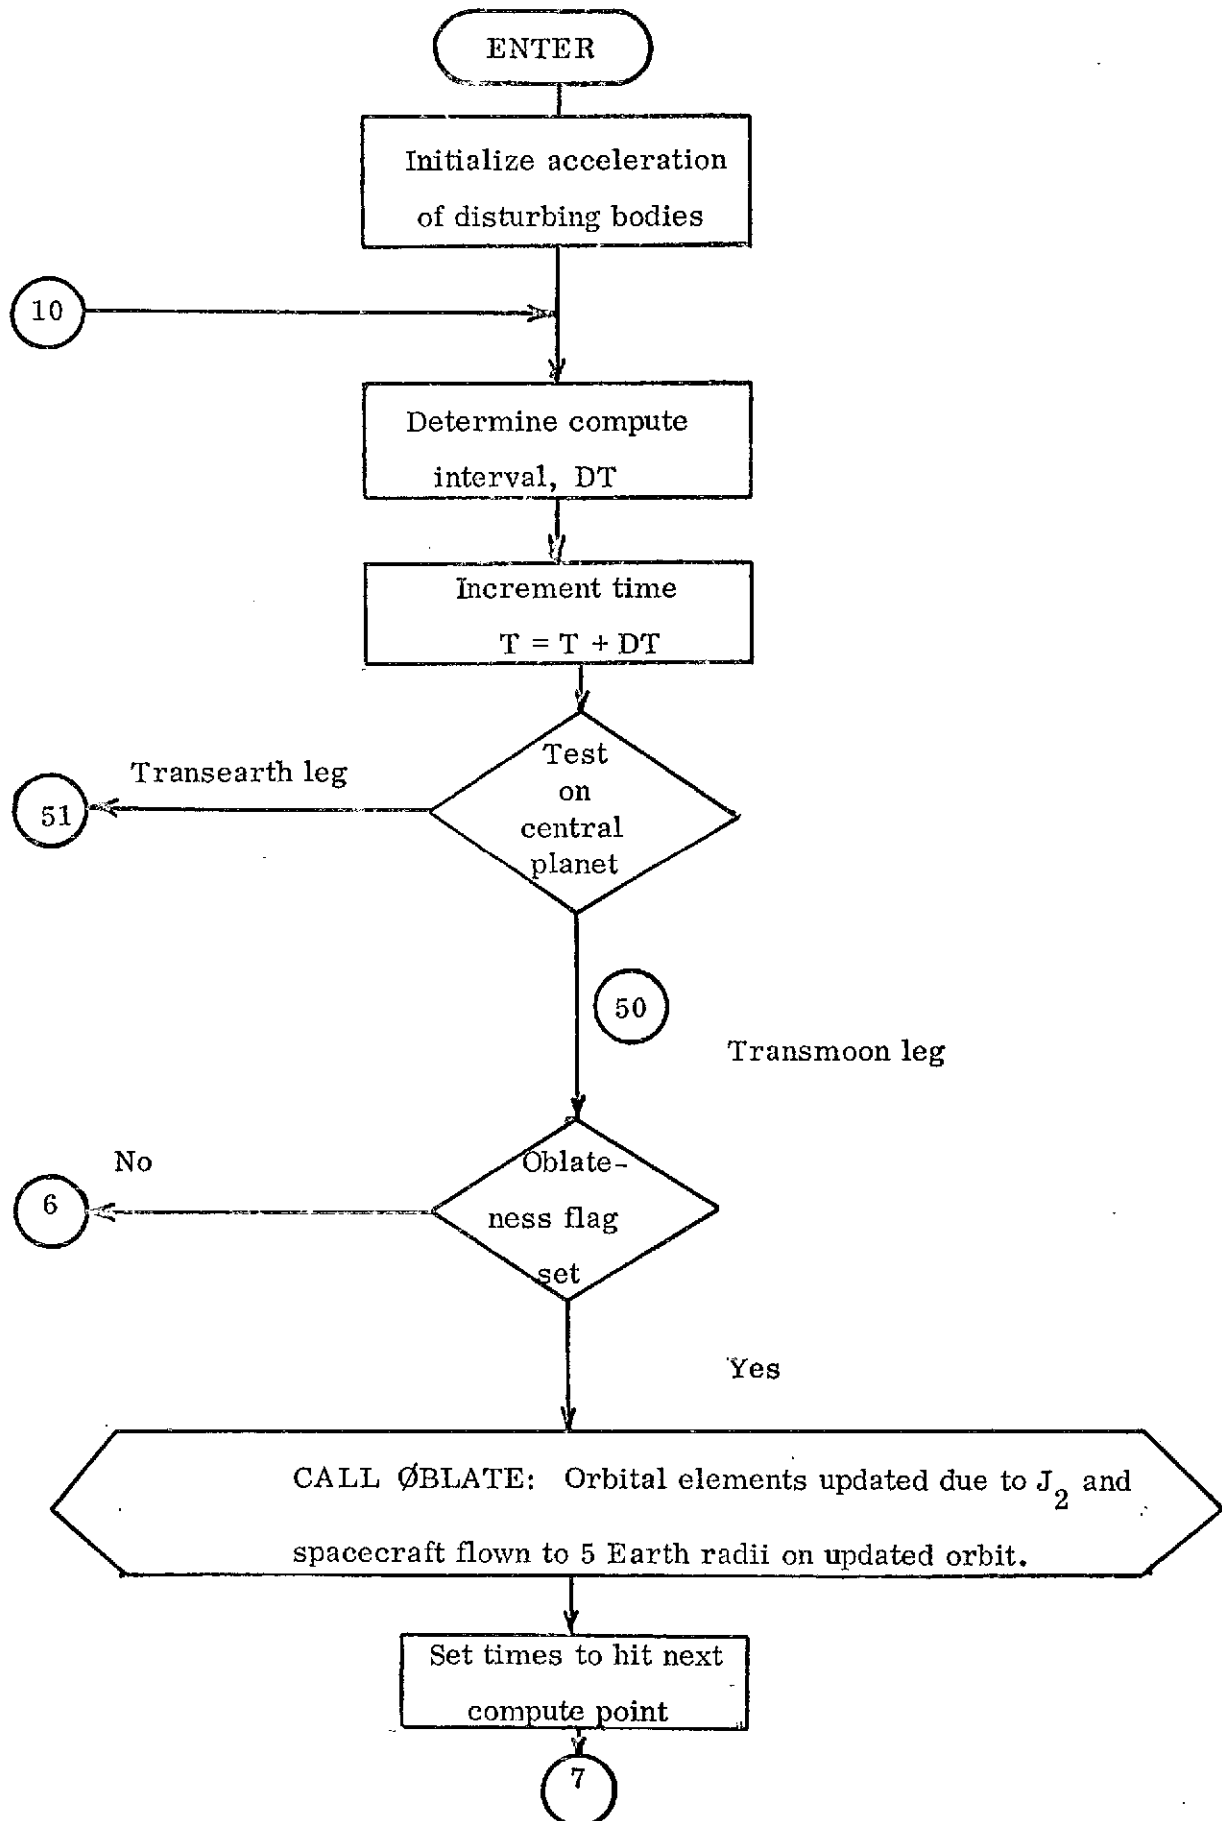 ENTER
Initialize acceleration
of disturbing bodies
10
Determine compute
interval, DT
Increment time
T = T + DT
Test
on
central
planet
Transearth leg
51
50
Transmoon leg
Oblate-
ness flag
set
No
6
Yes
CALL ØBLATE: Orbital elements updated due to J2 and
spacecraft flown to 5 Earth radii on updated orbit.
Set times to hit next
compute point
7